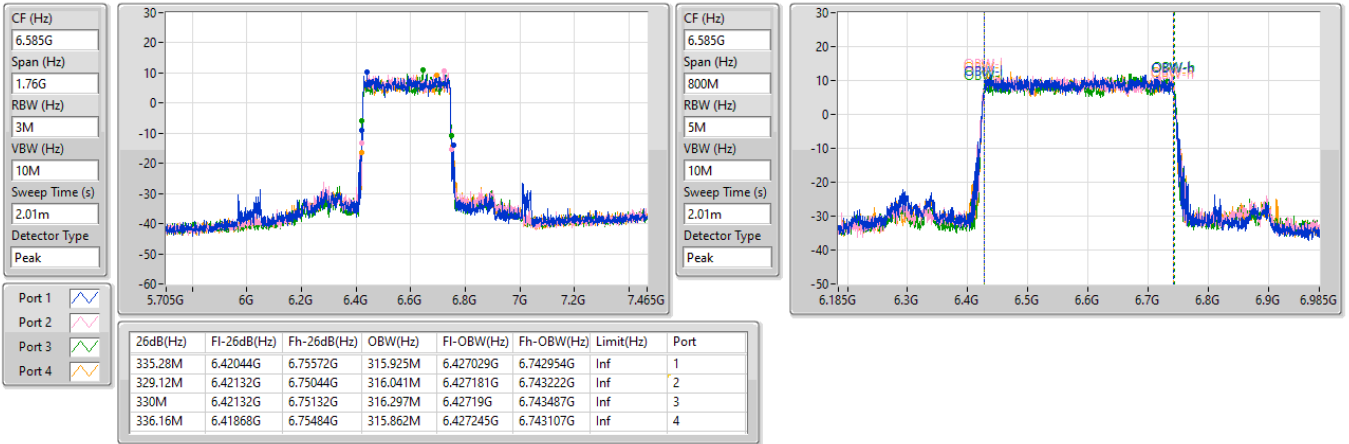 CF (Hz)
6.585G
Span (Hz)
1.76G
RBW (Hz)
3M
VBW (Hz)
10M
Sweep Time (s)
2.01m
Detector Type
Peak
30
20
10
0
-10
-20
-30
-40
-50
-60
5.705G 6G 6.2G 6.4G 6.6G 6.8G 7G 7.2G 7.465G
CF (Hz)
6.585G
Span (Hz)
800M
RBW (Hz)
5M
VBW (Hz)
10M
Sweep Time (s)
2.01m
Detector Type
Peak
30
20
10
0
-10
-20
-30
-40
-50
OBW-l OBW-h
6.185G 6.3G 6.4G 6.5G 6.6G 6.7G 6.8G 6.9G 6.985G
Port 1
Port 2
Port 3
Port 4
26dB(Hz) Fl-26dB(Hz) Fh-26dB(Hz) OBW(Hz) Fl-OBW(Hz) Fh-OBW(Hz) Limit(Hz) Port
335.28M 6.42044G 6.75572G 315.925M 6.427029G 6.742954G Inf 1
329.12M 6.42132G 6.75044G 316.041M 6.427181G 6.743222G Inf 2
330M 6.42132G 6.75132G 316.297M 6.42719G 6.743487G Inf 3
336.16M 6.41868G 6.75484G 315.862M 6.427245G 6.743107G Inf 4